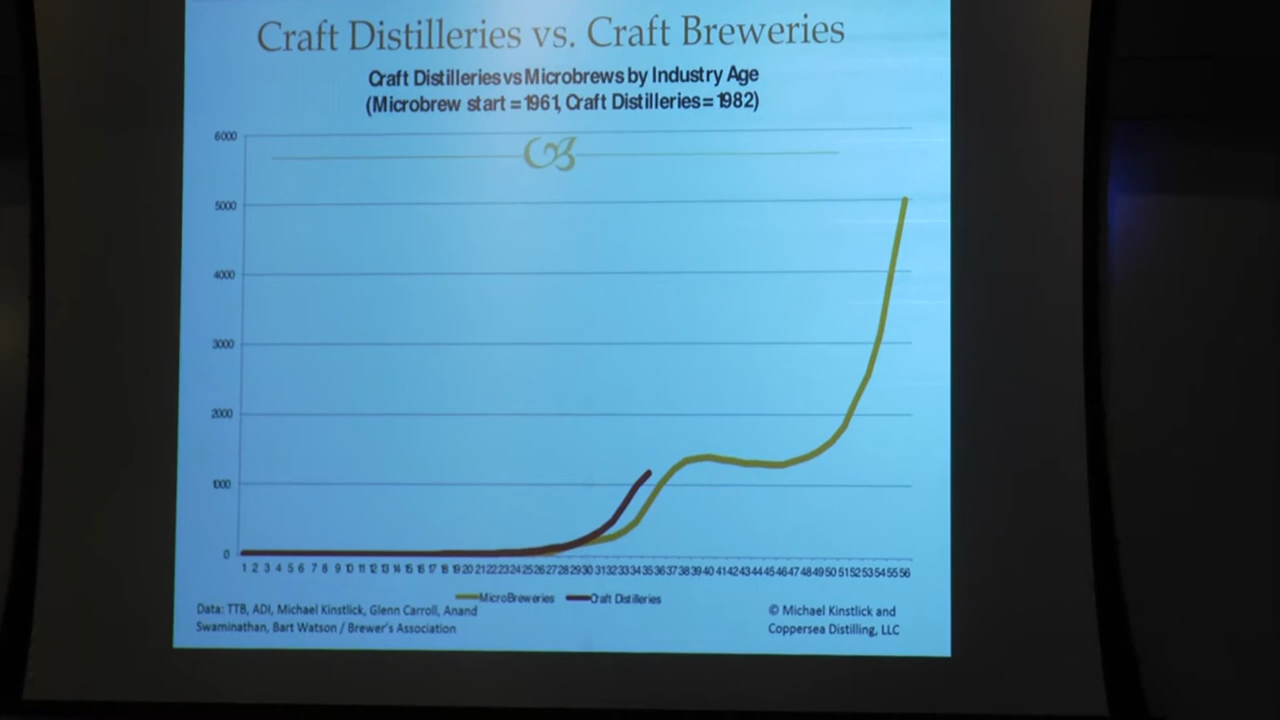 Craft Distilleries vs. Craft Breweries
Craft Distilleries vs Microbrews by Industry Age
(Microbrew start = 1961, Craft Distilleries = 1982)
6000
5000
4000
3000
2000
1000
0
1 2 3 4 5 6 7 8 9 10 11 12 13 14 15 16 17 18 19 20 21 22 23 24 25 26 27 28 29 30 31 32 33 34 35 36 37 38 39 40 41 42 43 44 45 46 47 48 49 50 51 52 53 54 55 56
MicroBreweries Craft Distilleries
Data: TTB, ADI, Michael Kinstlick, Glenn Carroll, Anand
Swaminathan, Bart Watson / Brewer's Association
© Michael Kinstlick and
Coppersea Distilling, LLC